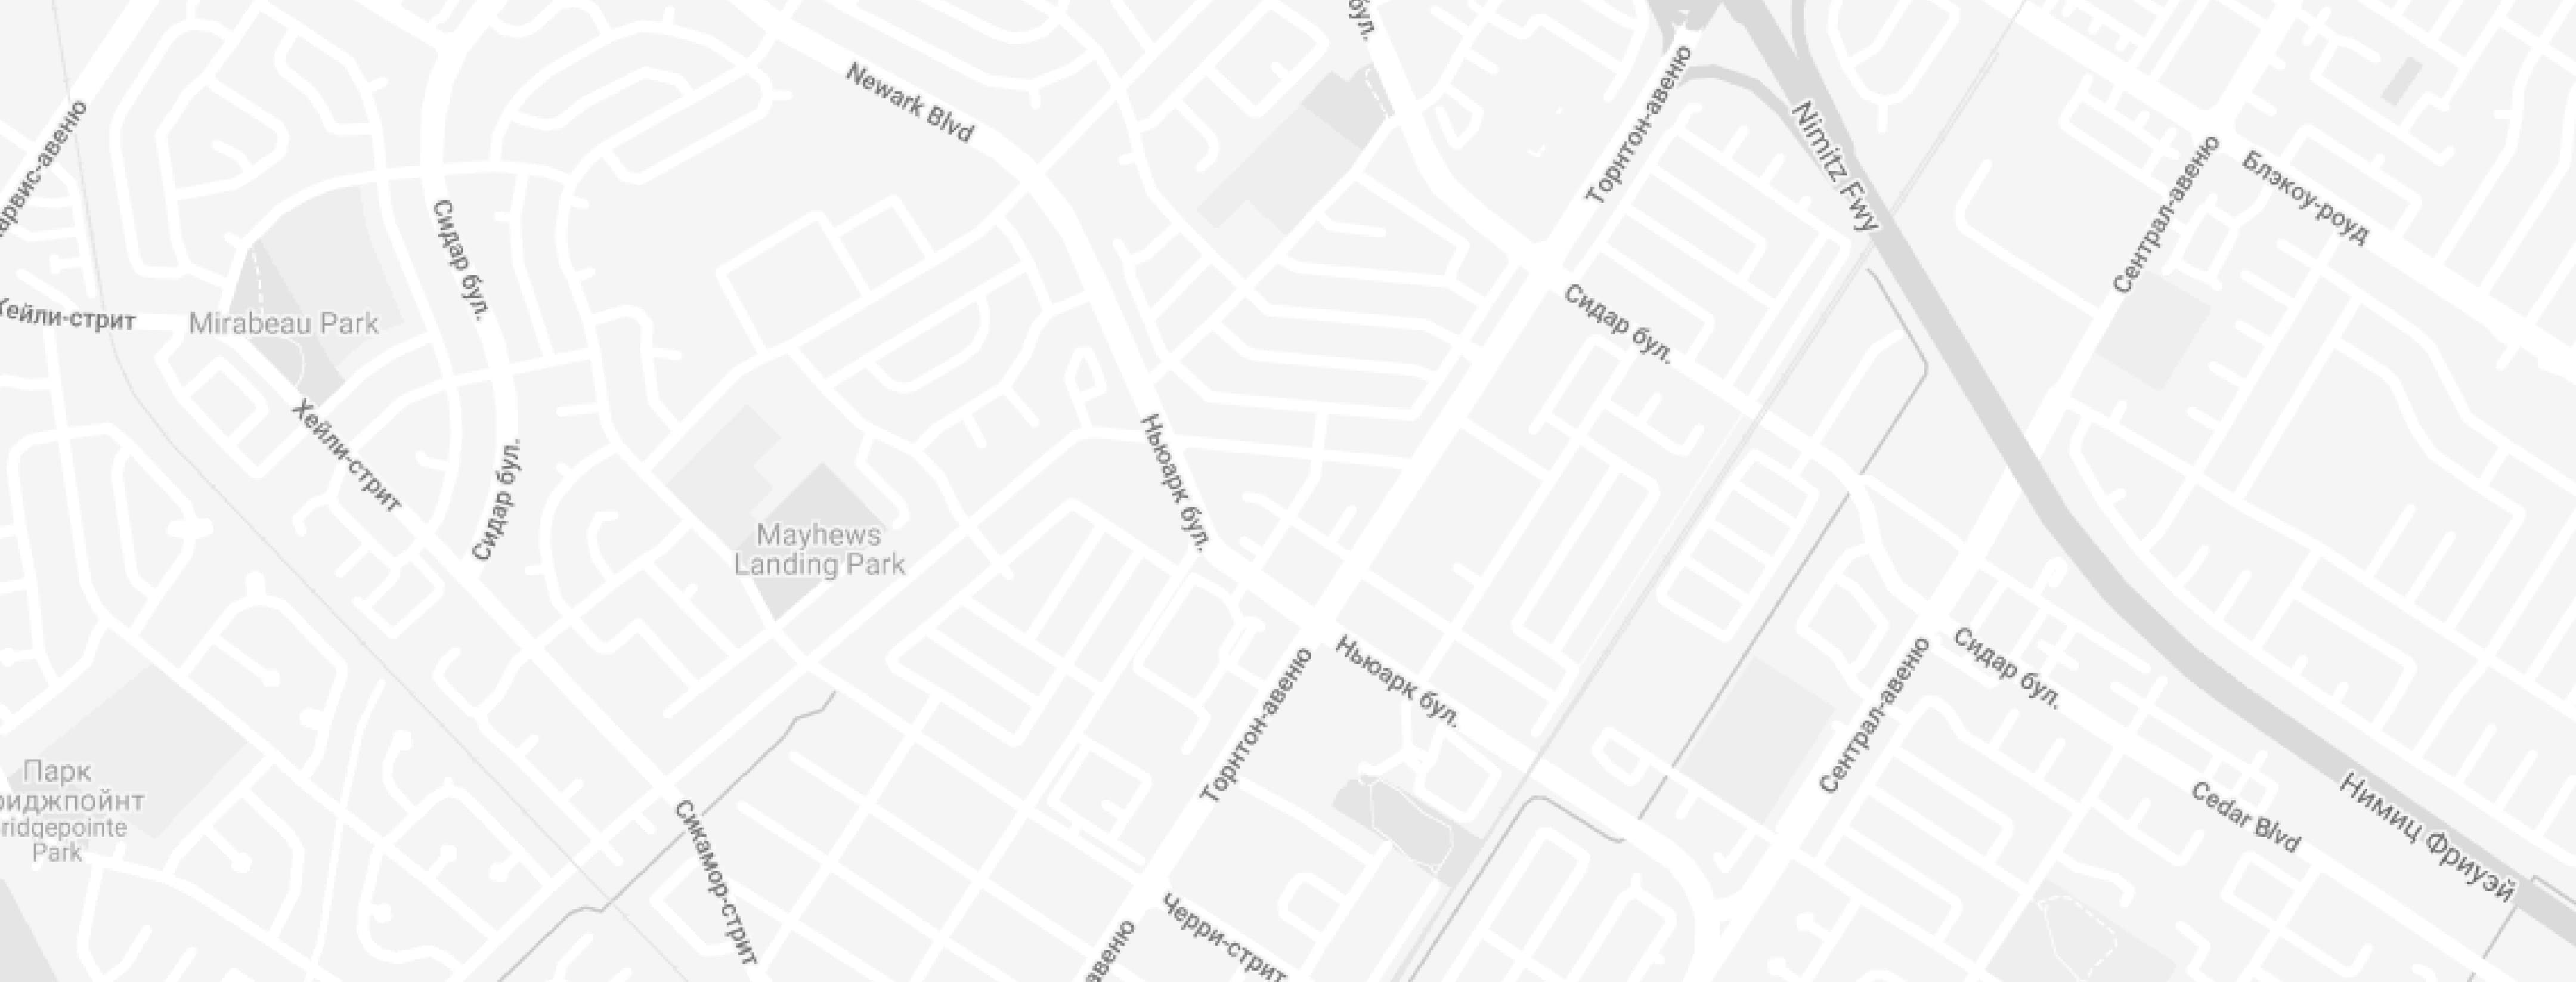 бул.
Newark Blvd
Торнтон-авеню
Nimitz Fwy
Сентрал-авеню
Блэкоу-роуд
Сидар бул.
Сидар бул.
Mirabeau Park
Хейли-стрит
Сидар бул.
Ньюарк бул.
Mayhews
Landing Park
Ньюарк бул.
Торнтон-авеню
Сентрал-авеню
Сидар бул.
Парк
Cedar Blvd
Нимиц Фриуэй
Park
Сикамор-стрит
Черри-стрит
авеню